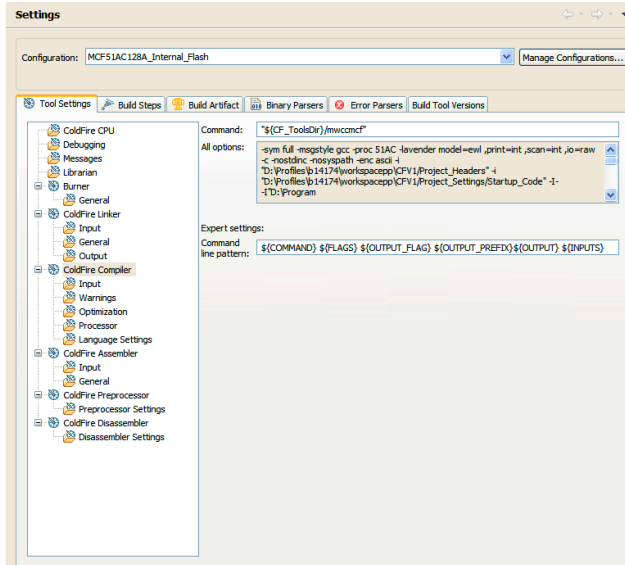 Settings
Configuration: MCF51AC128A_Internal_Flash Manage Configurations...
Tool Settings Build Steps Build Artifact Binary Parsers Error Parsers Build Tool Versions
ColdFire CPU
Debugging
Messages
Librarian
Burner
General
ColdFire Linker
Input
General
Output
ColdFire Compiler
Input
Warnings
Optimization
Processor
Language Settings
ColdFire Assembler
Input
General
ColdFire Preprocessor
Preprocessor Settings
ColdFire Disassembler
Disassembler Settings
Command: "${CF_ToolsDir}/mwccmcf"
All options: -sym full -msgstyle gcc -proc 51AC -lavender model=ewl ,print=int ,scan=int ,io=raw
-c -nostdinc -nosyspath -enc ascii -i
"D:\Profiles\b14174\workspacepp\CFV1/Project_Headers" -i
"D:\Profiles\b14174\workspacepp\CFV1/Project_Settings/Startup_Code" -I-
-I"D:\Program
Expert settings:
Command
line pattern: ${COMMAND} ${FLAGS} ${OUTPUT_FLAG} ${OUTPUT_PREFIX}${OUTPUT} ${INPUTS}